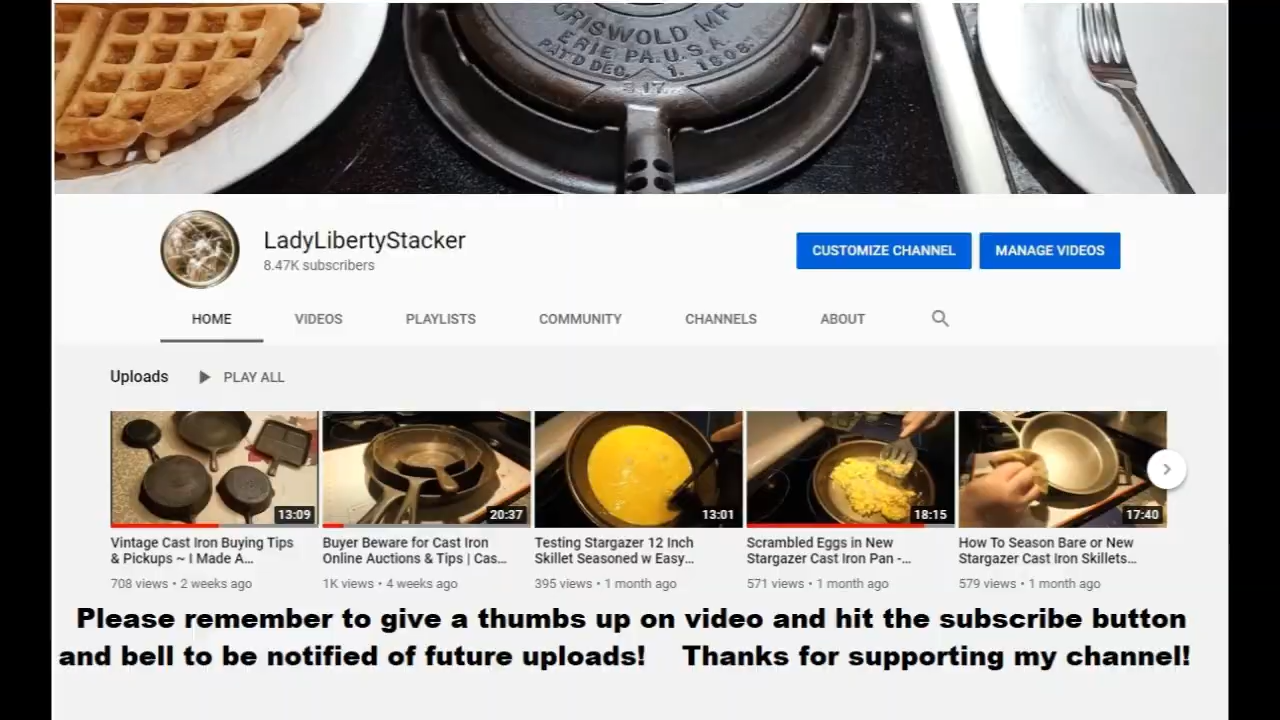 GRISWOLD MFG
ERIE PA. U.S.A.
PAT'D DEC. 1. 1908.
LadyLibertyStacker
8.47K subscribers
CUSTOMIZE CHANNEL
MANAGE VIDEOS
HOME
VIDEOS
PLAYLISTS
COMMUNITY
CHANNELS
ABOUT
Uploads
PLAY ALL
13:09
20:37
13:01
18:15
17:40
Vintage Cast Iron Buying Tips
& Pickups ~ I Made A...
708 views • 2 weeks ago
Buyer Beware for Cast Iron
Online Auctions & Tips | Cas...
1K views • 4 weeks ago
Testing Stargazer 12 Inch
Skillet Seasoned w Easy...
395 views • 1 month ago
Scrambled Eggs in New
Stargazer Cast Iron Pan -...
571 views • 1 month ago
How To Season Bare or New
Stargazer Cast Iron Skillets...
579 views • 1 month ago
Please remember to give a thumbs up on video and hit the subscribe button
and bell to be notified of future uploads! Thanks for supporting my channel!